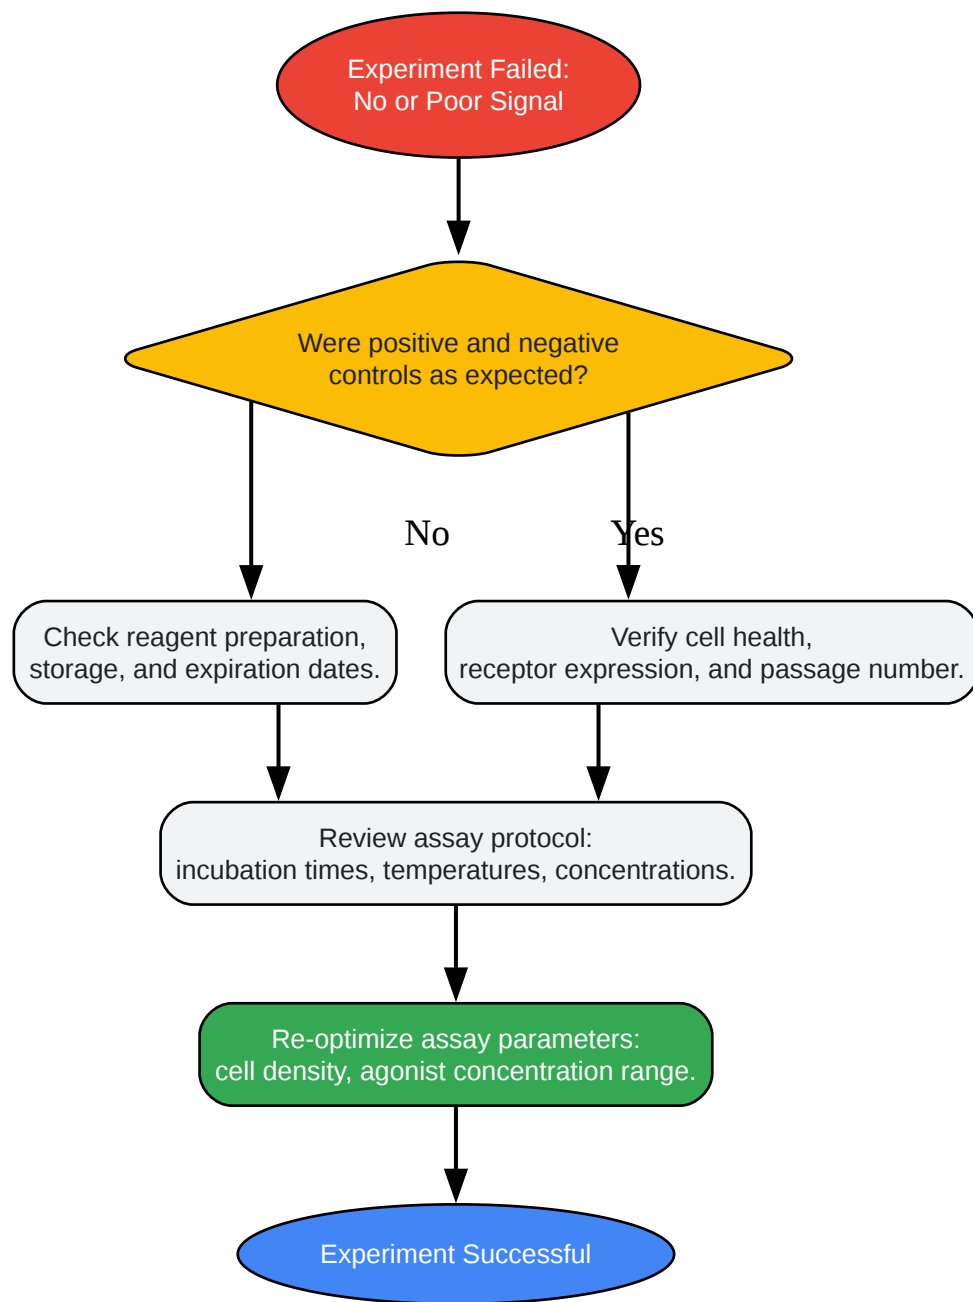 Experiment Failed:
No or Poor Signal
Were positive and negative
controls as expected?
No
Yes
Check reagent preparation,
storage, and expiration dates.
Verify cell health,
receptor expression, and passage number.
Review assay protocol:
incubation times, temperatures, concentrations.
Re-optimize assay parameters:
cell density, agonist concentration range.
Experiment Successful